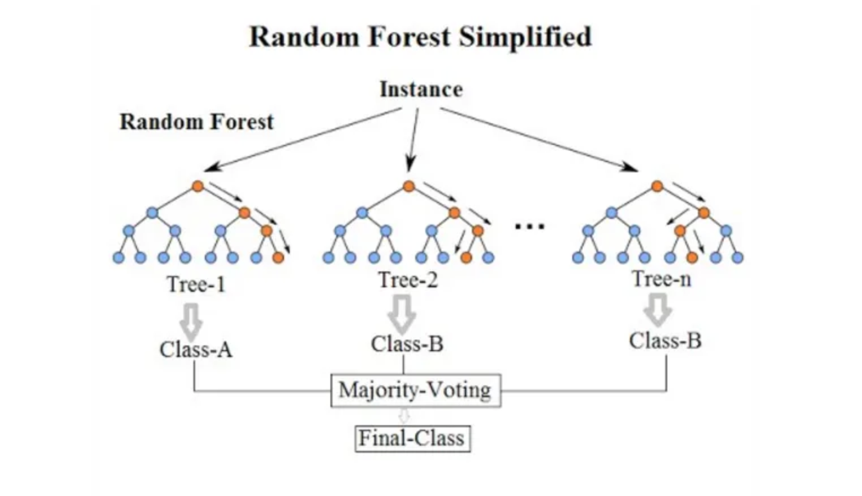 Random Forest Simplified
Instance
Random Forest
...
Tree-1
Tree-2
Tree-n
Class-A
Class-B
Class-B
Majority-Voting
Final-Class